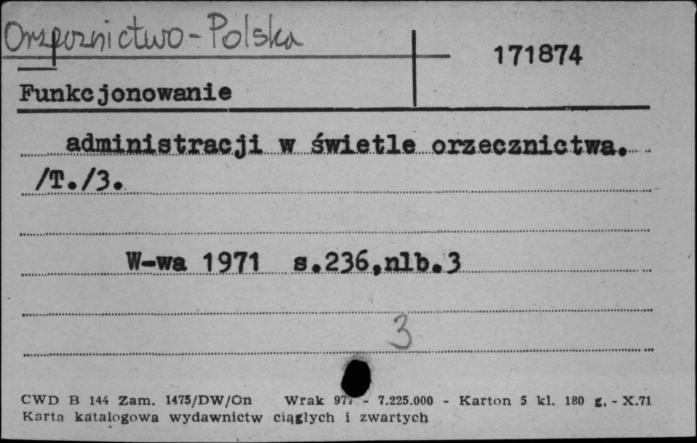 Orzecznictwo - Polska
171874
Funkcjonowanie
administracji w świetle orzecznictwa.
/T./3.
W-wa 1971 s.236,nlb.3
3
CWD B 144 Zam. 1475/DW/On Wrak - 7.225.000 - Karton 5 kl. 180 g. - X.71
Karta katalogowa wydawnictw ciągłych i zwartych